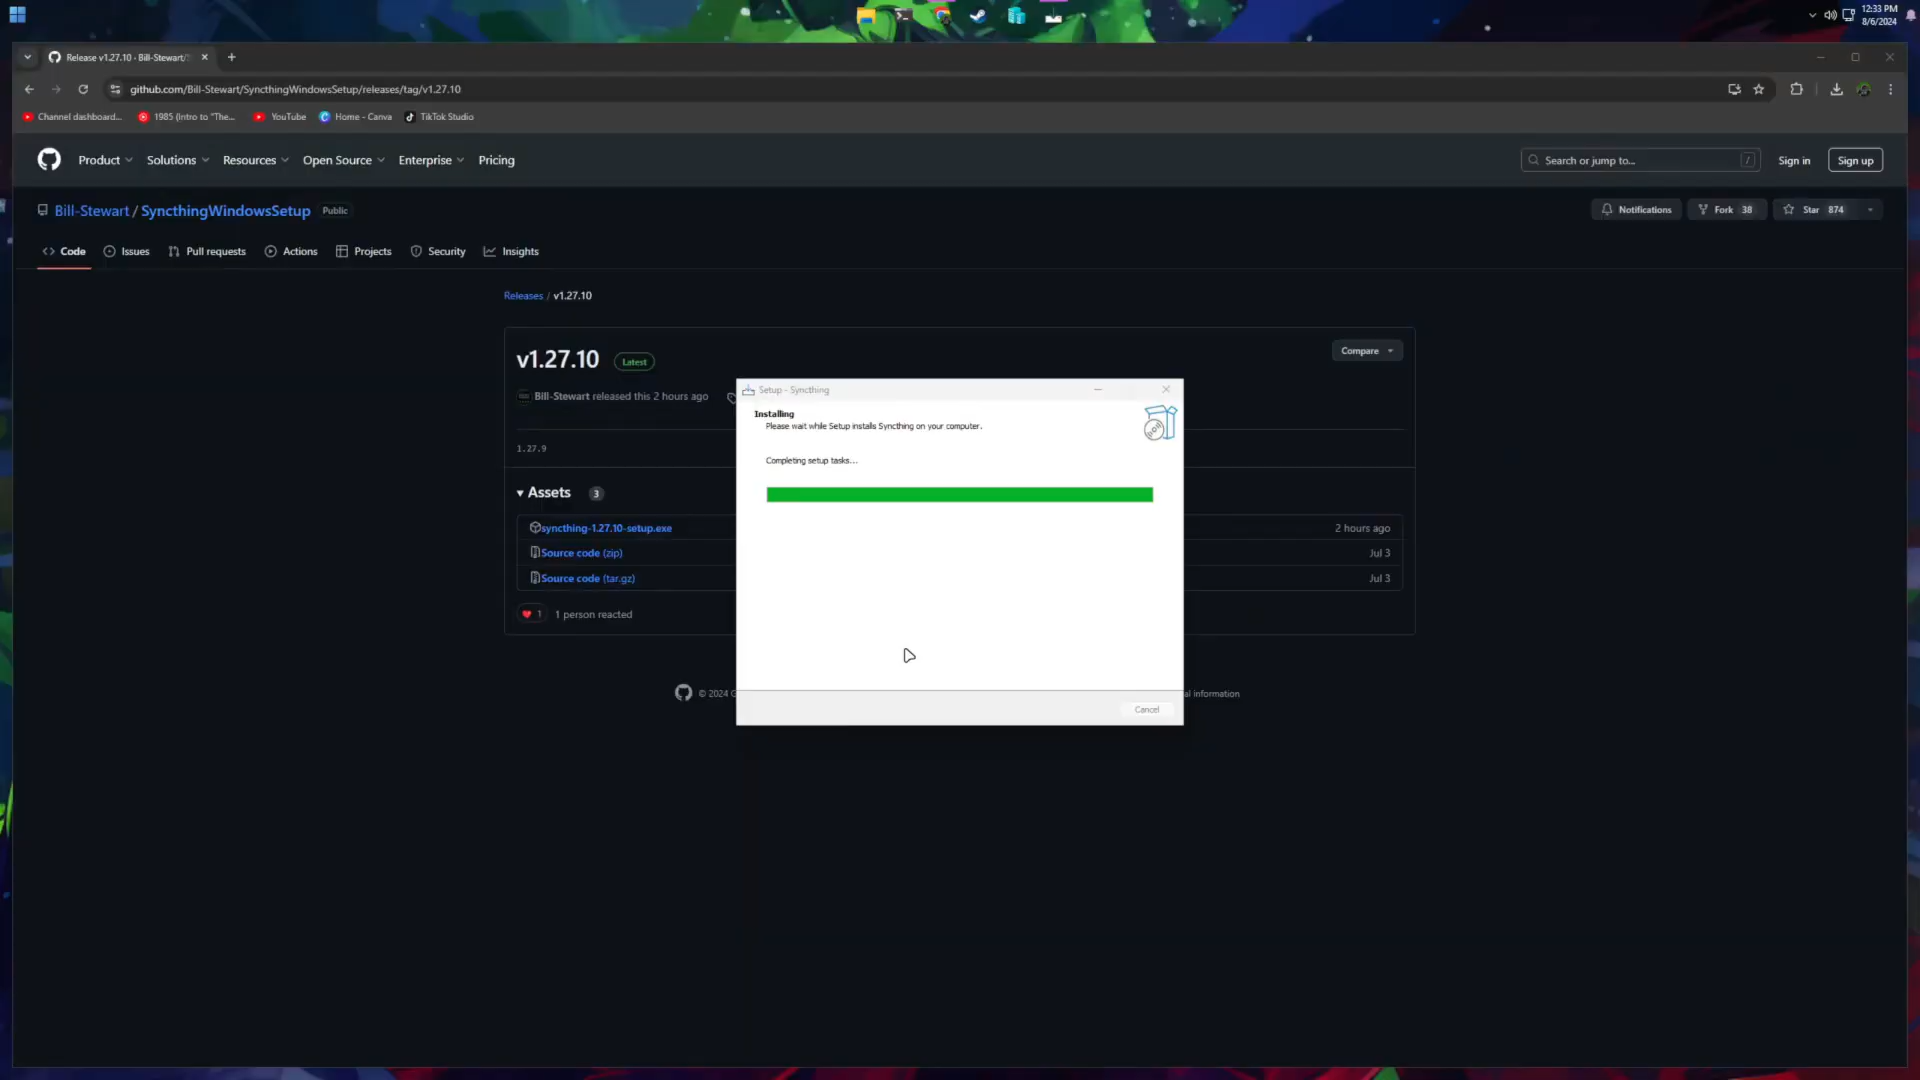 12:33 PM
8/6/2024
Release v1.27.10 · Bill-Stewart/S
github.com/Bill-Stewart/SyncthingWindowsSetup/releases/tag/v1.27.10
Channel dashboard... 1985 (Intro to "The... YouTube Home - Canva TikTok Studio
Product Solutions Resources Open Source Enterprise Pricing Search or jump to... / Sign in Sign up
Bill-Stewart / SyncthingWindowsSetup Public Notifications Fork 38 Star 874
Code Issues Pull requests Actions Projects Security Insights
Releases / v1.27.10
v1.27.10 Latest Compare
Bill-Stewart released this 2 hours ago
1.27.9
Assets 3
syncthing-1.27.10-setup.exe 2 hours ago
Source code (zip) Jul 3
Source code (tar.gz) Jul 3
1 1 person reacted
© 2024 G
al information
Setup - Syncthing
Installing
Please wait while Setup installs Syncthing on your computer.
Completing setup tasks...
Cancel